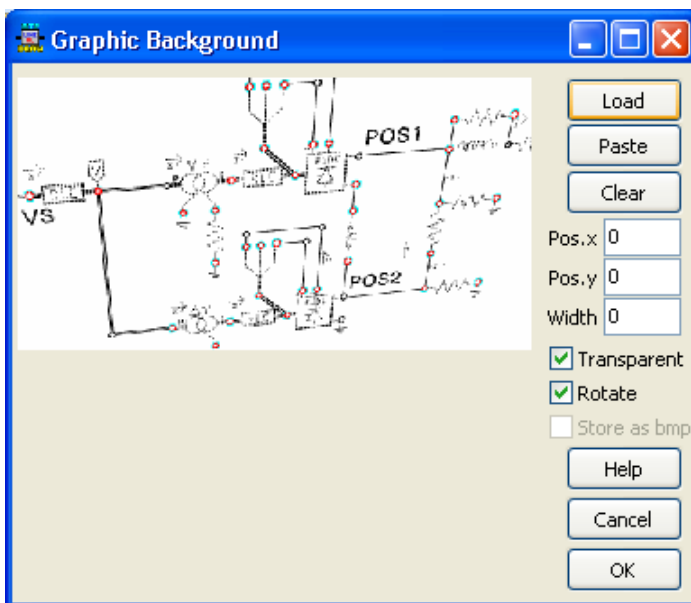 Graphic Background
Load
Paste
Clear
Pos.x 0
Pos.y 0
Width 0
Transparent
Rotate
Store as bmp
Help
Cancel
OK
POS1
VS
POS2